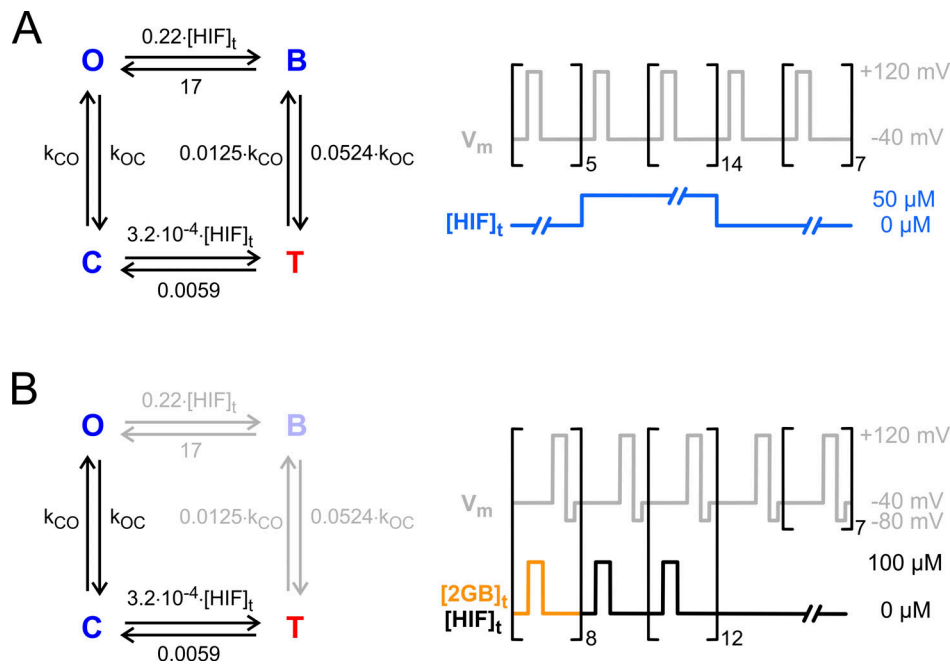 A
0.22·[HIF]t
O B
17
kCO kOC 0.0125·kCO 0.0524·kOC
3.2·10⁻⁴·[HIF]t
C T
0.0059
+120 mV
Vm -40 mV
5 14 7
[HIF]t 50 µM
0 µM
B
0.22·[HIF]t
O B
17
kCO kOC 0.0125·kCO 0.0524·kOC
3.2·10⁻⁴·[HIF]t
C T
0.0059
+120 mV
Vm -40 mV
-80 mV
7
100 µM
[2GB]t
[HIF]t 0 µM
8 12